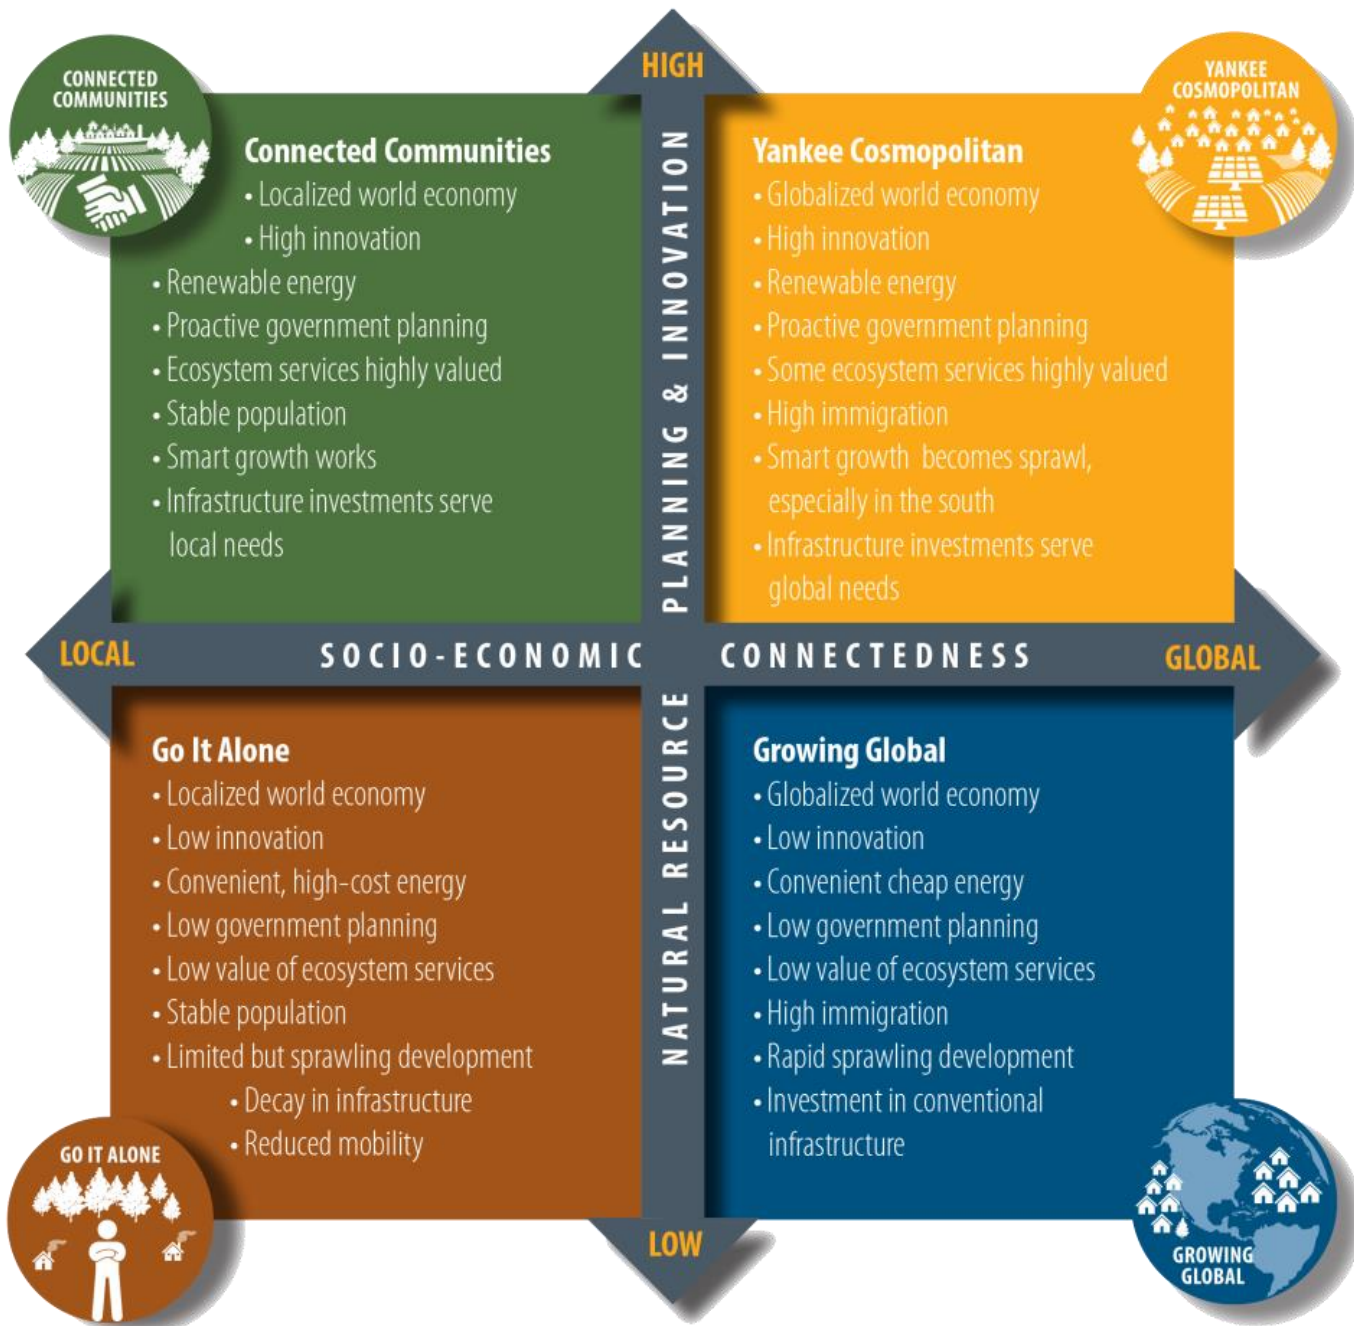 HIGH
CONNECTED
COMMUNITIES
Connected Communities
• Localized world economy
• High innovation
• Renewable energy
• Proactive government planning
• Ecosystem services highly valued
• Stable population
• Smart growth works
• Infrastructure investments serve
local needs
YANKEE
COSMOPOLITAN
Yankee Cosmopolitan
• Globalized world economy
• High innovation
• Renewable energy
• Proactive government planning
• Some ecosystem services highly valued
• High immigration
• Smart growth becomes sprawl,
especially in the south
• Infrastructure investments serve
global needs
LOCAL
SOCIO-ECONOMIC CONNECTEDNESS
GLOBAL
NATURAL RESOURCE PLANNING & INNOVATION
Go It Alone
• Localized world economy
• Low innovation
• Convenient, high-cost energy
• Low government planning
• Low value of ecosystem services
• Stable population
• Limited but sprawling development
• Decay in infrastructure
• Reduced mobility
GO IT ALONE
Growing Global
• Globalized world economy
• Low innovation
• Convenient cheap energy
• Low government planning
• Low value of ecosystem services
• High immigration
• Rapid sprawling development
• Investment in conventional
infrastructure
GROWING
GLOBAL
LOW